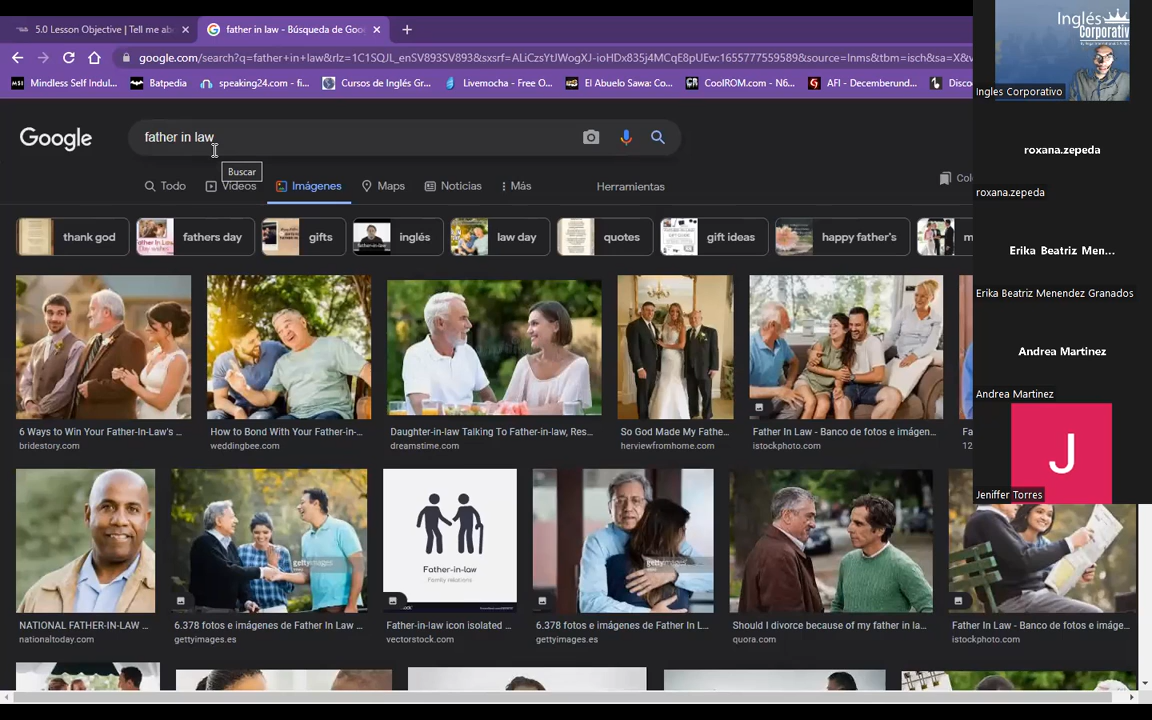 5.0 Lesson Objective | Tell me ab
father in law - Búsqueda de Goo
google.com/search?q=father+in+law&rlz=1C1SQJL_enSV893SV893&sxsrf=ALiCzsYtJWogXJ-ioHDx835j4MCqE8pUEw:1655777559589&source=lnms&tbm=isch&sa=X&v
Mindless Self Indul...
Batpedia
speaking24.com - fi...
Cursos de Inglés Gr...
Livemocha - Free O...
El Abuelo Sawa: Co...
CoolROM.com - N6...
AFI - Decemberund...
Disco
Inglés
Corporativ
Ingles Corporativo
Google
father in law
Buscar
Todo
Videos
Imágenes
Maps
Noticias
Más
Herramientas
Col
roxana.zepeda
roxana.zepeda
thank god
fathers day
gifts
inglés
law day
quotes
gift ideas
happy father's
m
Erika Beatriz Men...
Erika Beatriz Menendez Granados
Andrea Martinez
Andrea Martinez
J
Jeniffer Torres
6 Ways to Win Your Father-In-Law's ...
bridestory.com
How to Bond With Your Father-in-...
weddingbee.com
Daughter-in-law Talking To Father-in-law, Res...
dreamstime.com
So God Made My Fathe...
herviewfromhome.com
Father In Law - Banco de fotos e imágen...
istockphoto.com
12
Father-in-law
Family relations
gettyimages
gettyimages
NATIONAL FATHER-IN-LAW ...
nationaltoday.com
6.378 fotos e imágenes de Father In Law ...
gettyimages.es
Father-in-law icon isolated ...
vectorstock.com
6.378 fotos e imágenes de Father In L...
gettyimages.es
Should I divorce because of my father in la...
quora.com
Father In Law - Banco de fotos e imáge...
istockphoto.com